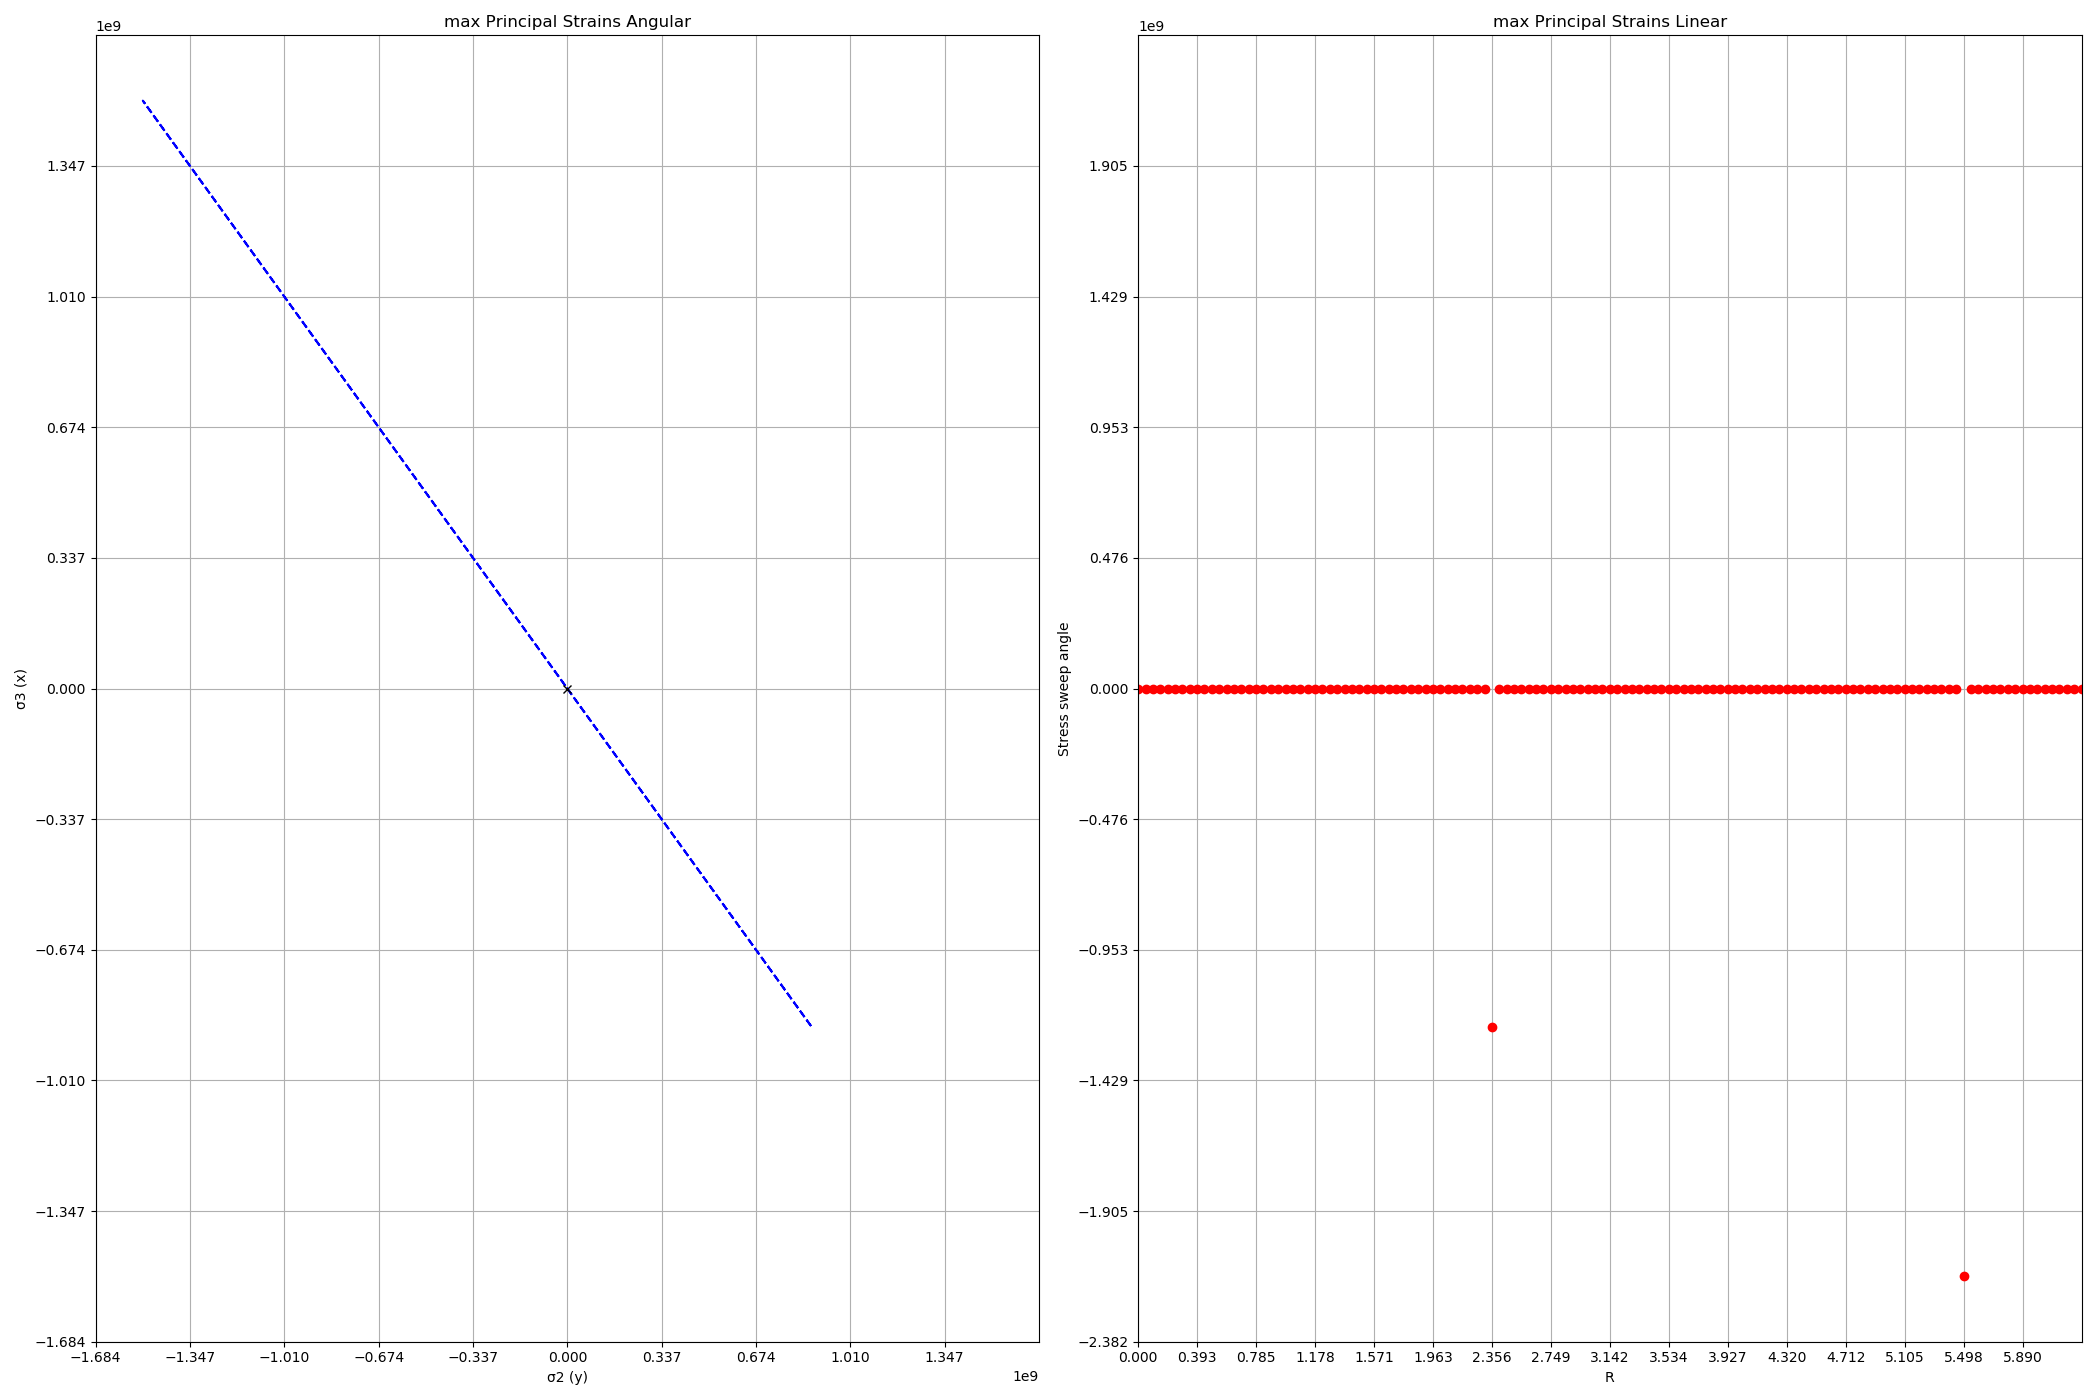 max Principal Strains Angular
1e9
1.347
1.010
0.674
0.337
0.000
−0.337
−0.674
−1.010
−1.347
−1.684
σ3 (x)
−1.684 −1.347 −1.010 −0.674 −0.337 0.000 0.337 0.674 1.010 1.347
1e9
σ2 (y)
max Principal Strains Linear
1e9
1.905
1.429
0.953
0.476
0.000
−0.476
−0.953
−1.429
−1.905
−2.382
Stress sweep angle
0.000 0.393 0.785 1.178 1.571 1.963 2.356 2.749 3.142 3.534 3.927 4.320 4.712 5.105 5.498 5.890
R